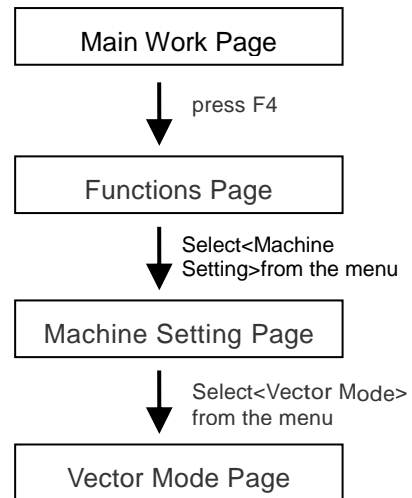 Main Work Page
press F4
Functions Page
Select<Machine
Setting>from the menu
Machine Setting Page
Select<Vector Mode>
from the menu
Vector Mode Page